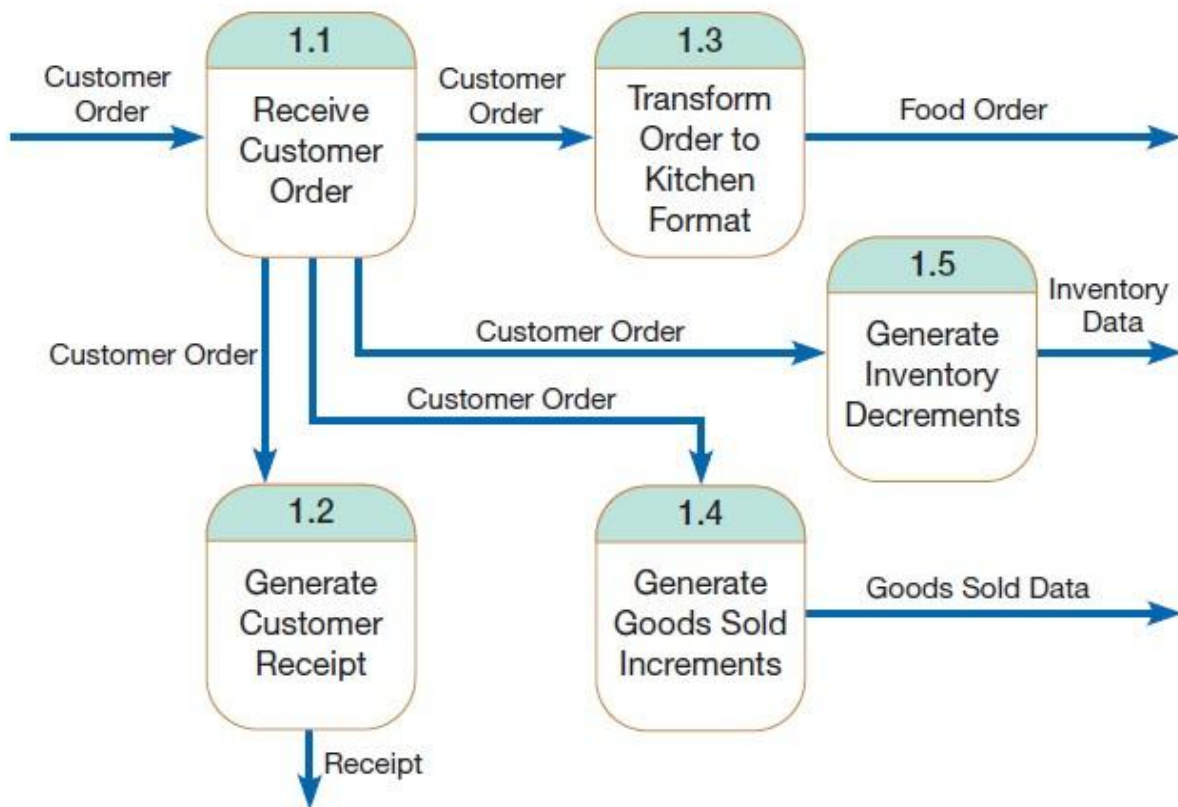 Customer
Order
1.1
Receive
Customer
Order
Customer
Order
1.3
Transform
Order to
Kitchen
Format
Food Order
Customer Order
1.5
Generate
Inventory
Decrements
Inventory
Data
Customer Order
Customer Order
1.2
Generate
Customer
Receipt
Receipt
1.4
Generate
Goods Sold
Increments
Goods Sold Data